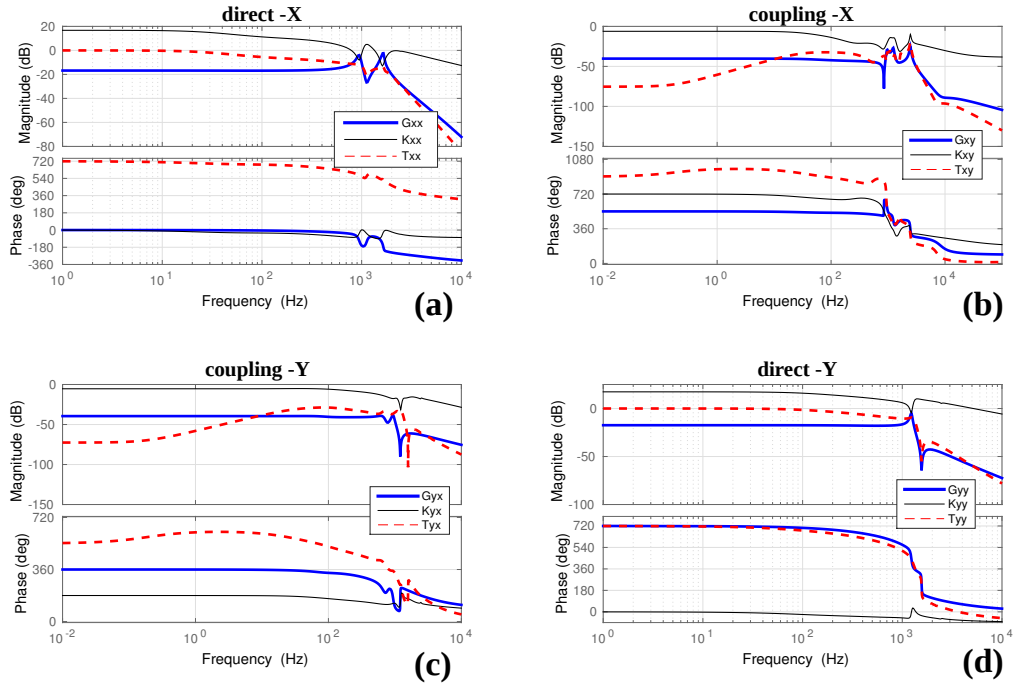 direct -X
20
0
-20
-40
-60
-80
Magnitude (dB)
Gxx
Kxx
Txx
720
540
360
180
0
-180
-360
Phase (deg)
10^0
10^1
10^2
10^3
10^4
Frequency (Hz)
(a)
coupling -X
0
-50
-100
-150
Magnitude (dB)
Gxy
Kxy
Txy
1080
720
360
0
Phase (deg)
10^-2
10^0
10^2
10^4
Frequency (Hz)
(b)
coupling -Y
0
-50
-100
-150
Magnitude (dB)
Gyx
Kyx
Tyx
720
360
0
Phase (deg)
10^-2
10^0
10^2
10^4
Frequency (Hz)
(c)
direct -Y
0
-50
-100
Magnitude (dB)
Gyy
Kyy
Tyy
720
540
360
180
0
Phase (deg)
10^0
10^1
10^2
10^3
10^4
Frequency (Hz)
(d)